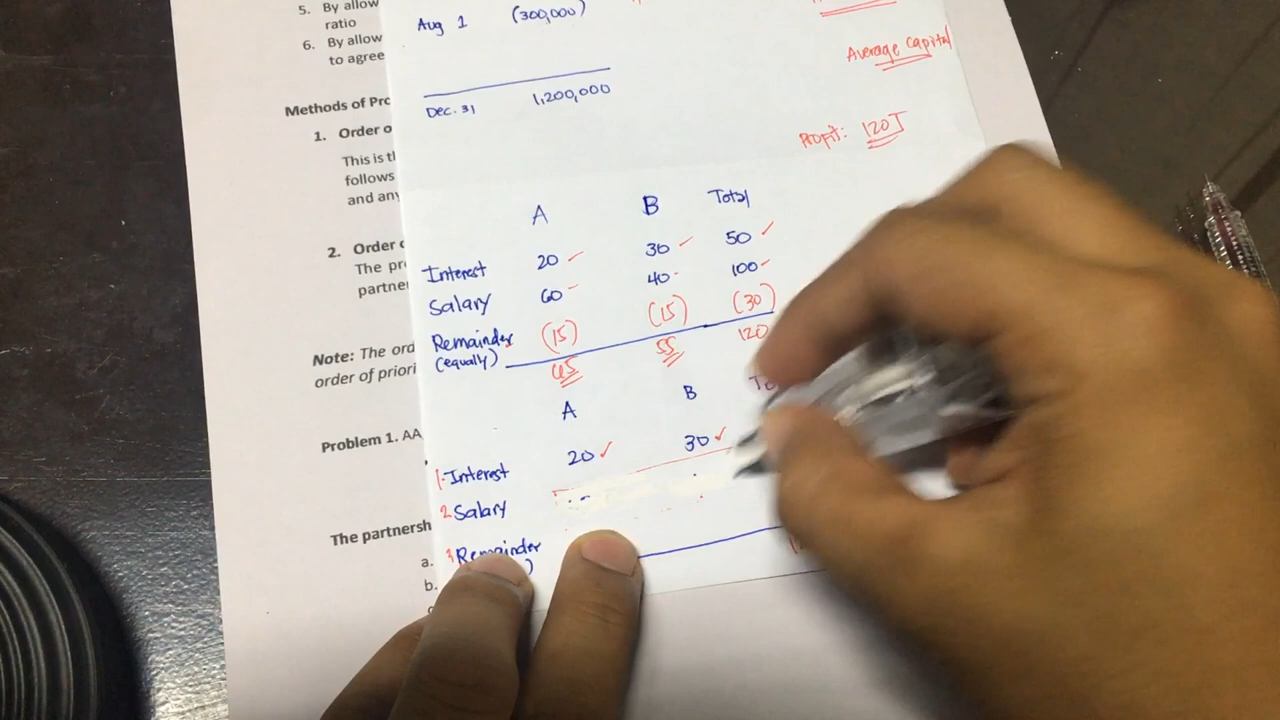 5. By allow
ratio
6. By allow
to agree
Methods of Pro
1. Order o
This is t
follows
and any
2. Order
The pr
partne
Note: The ord
order of priori
Problem 1. AA
The partnersh
a.
b.
Aug 1 (300,000)
Dec. 31 1,200,000
Average Capital
Profit: 120J
A B Total
Interest 20 30 50
Salary 60 40 100
Remainder (15) (15) (30)
(equally) 65 55 120
A B To
1. Interest 20 30
2 Salary
3 Remainder